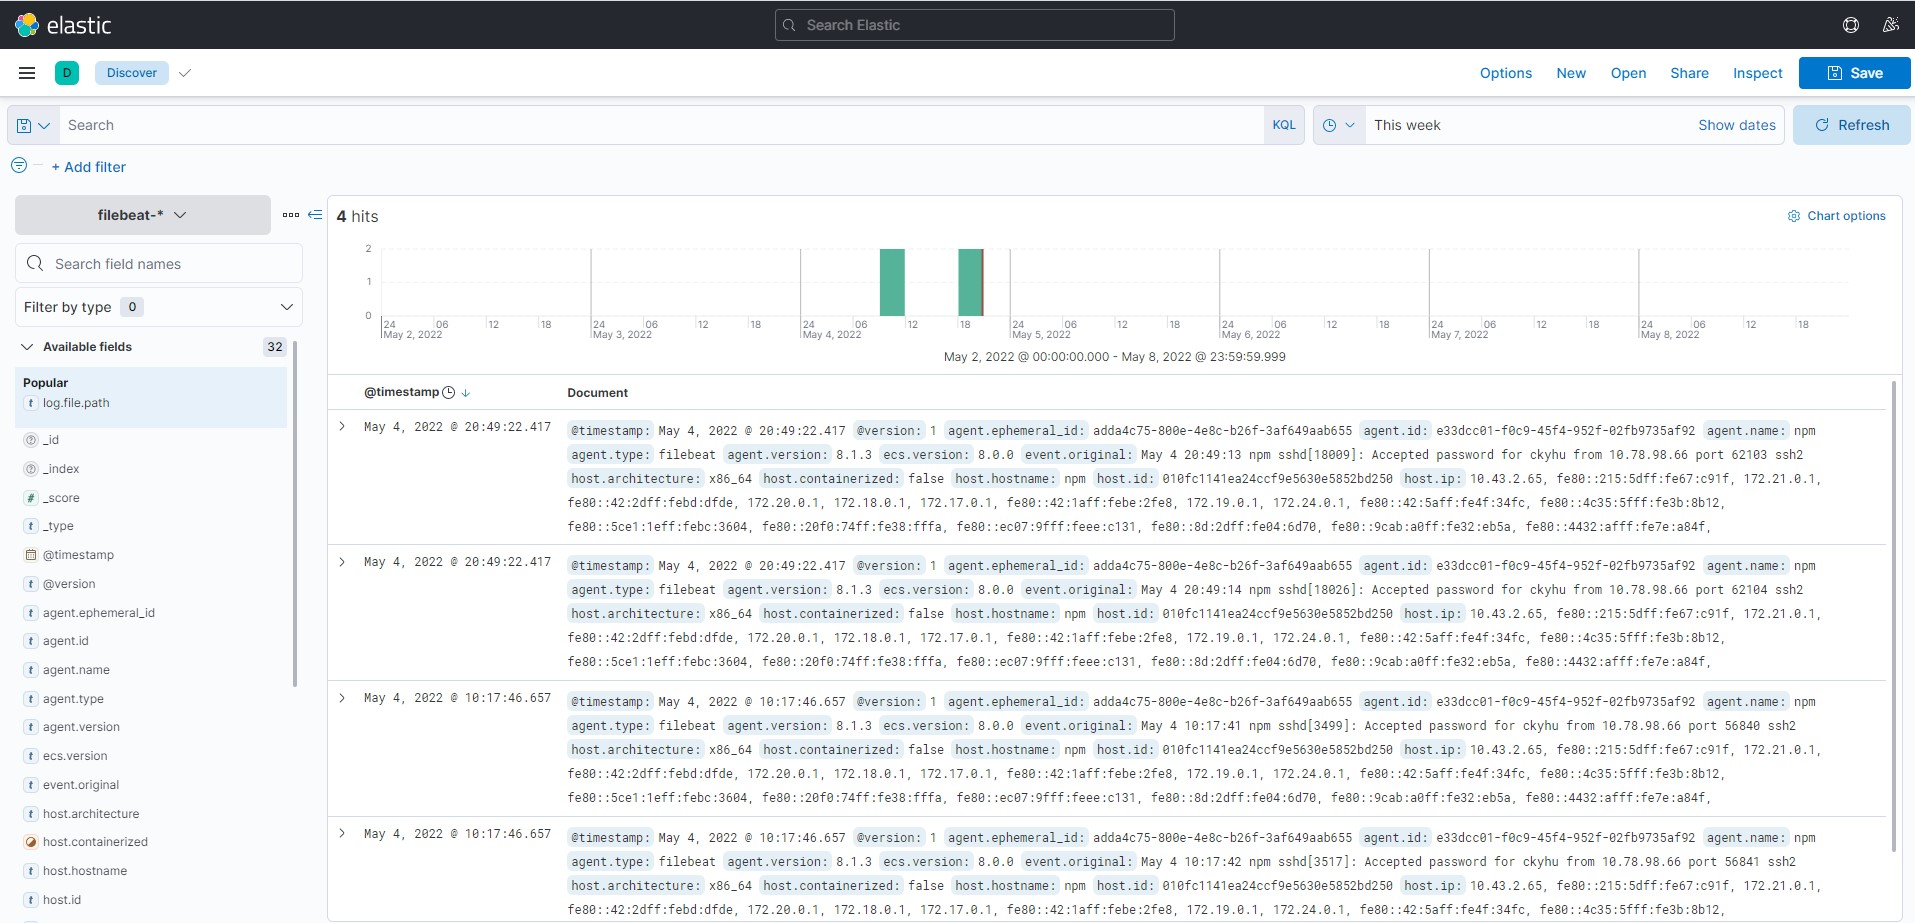 elastic
Search Elastic
D Discover Options New Open Share Inspect Save
Search KQL This week Show dates Refresh
+ Add filter
filebeat-*
Search field names
Filter by type 0
Available fields 32
Popular
t log.file.path
_id
_index
# _score
t _type
@timestamp
t @version
t agent.ephemeral_id
t agent.id
t agent.name
t agent.type
t agent.version
t ecs.version
t event.original
t host.architecture
host.containerized
t host.hostname
t host.id
4 hits Chart options
2
1
0
24 06 12 18 24 06 12 18 24 06 12 18 24 06 12 18 24 06 12 18 24 06 12 18 24 06 12 18
May 2, 2022 May 3, 2022 May 4, 2022 May 5, 2022 May 6, 2022 May 7, 2022 May 8, 2022
May 2, 2022 @ 00:00:00.000 - May 8, 2022 @ 23:59:59.999
@timestamp Document
May 4, 2022 @ 20:49:22.417 @timestamp: May 4, 2022 @ 20:49:22.417 @version: 1 agent.ephemeral_id: adda4c75-800e-4e8c-b26f-3af649aab655 agent.id: e33dcc01-f0c9-45f4-952f-02fb9735af92 agent.name: npm
agent.type: filebeat agent.version: 8.1.3 ecs.version: 8.0.0 event.original: May 4 20:49:13 npm sshd[18009]: Accepted password for ckyhu from 10.78.98.66 port 62103 ssh2
host.architecture: x86_64 host.containerized: false host.hostname: npm host.id: 010fc1141ea24ccf9e5630e5852bd250 host.ip: 10.43.2.65, fe80::215:5dff:fe67:c91f, 172.21.0.1,
fe80::42:2dff:febd:dfde, 172.20.0.1, 172.18.0.1, 172.17.0.1, fe80::42:1aff:febe:2fe8, 172.19.0.1, 172.24.0.1, fe80::42:5aff:fe4f:34fc, fe80::4c35:5fff:fe3b:8b12,
fe80::5ce1:1eff:febc:3604, fe80::20f0:74ff:fe38:fffa, fe80::ec07:9fff:feee:c131, fe80::8d:2dff:fe04:6d70, fe80::9cab:a0ff:fe32:eb5a, fe80::4432:afff:fe7e:a84f,
May 4, 2022 @ 20:49:22.417 @timestamp: May 4, 2022 @ 20:49:22.417 @version: 1 agent.ephemeral_id: adda4c75-800e-4e8c-b26f-3af649aab655 agent.id: e33dcc01-f0c9-45f4-952f-02fb9735af92 agent.name: npm
agent.type: filebeat agent.version: 8.1.3 ecs.version: 8.0.0 event.original: May 4 20:49:14 npm sshd[18026]: Accepted password for ckyhu from 10.78.98.66 port 62104 ssh2
host.architecture: x86_64 host.containerized: false host.hostname: npm host.id: 010fc1141ea24ccf9e5630e5852bd250 host.ip: 10.43.2.65, fe80::215:5dff:fe67:c91f, 172.21.0.1,
fe80::42:2dff:febd:dfde, 172.20.0.1, 172.18.0.1, 172.17.0.1, fe80::42:1aff:febe:2fe8, 172.19.0.1, 172.24.0.1, fe80::42:5aff:fe4f:34fc, fe80::4c35:5fff:fe3b:8b12,
fe80::5ce1:1eff:febc:3604, fe80::20f0:74ff:fe38:fffa, fe80::ec07:9fff:feee:c131, fe80::8d:2dff:fe04:6d70, fe80::9cab:a0ff:fe32:eb5a, fe80::4432:afff:fe7e:a84f,
May 4, 2022 @ 10:17:46.657 @timestamp: May 4, 2022 @ 10:17:46.657 @version: 1 agent.ephemeral_id: adda4c75-800e-4e8c-b26f-3af649aab655 agent.id: e33dcc01-f0c9-45f4-952f-02fb9735af92 agent.name: npm
agent.type: filebeat agent.version: 8.1.3 ecs.version: 8.0.0 event.original: May 4 10:17:41 npm sshd[3499]: Accepted password for ckyhu from 10.78.98.66 port 56840 ssh2
host.architecture: x86_64 host.containerized: false host.hostname: npm host.id: 010fc1141ea24ccf9e5630e5852bd250 host.ip: 10.43.2.65, fe80::215:5dff:fe67:c91f, 172.21.0.1,
fe80::42:2dff:febd:dfde, 172.20.0.1, 172.18.0.1, 172.17.0.1, fe80::42:1aff:febe:2fe8, 172.19.0.1, 172.24.0.1, fe80::42:5aff:fe4f:34fc, fe80::4c35:5fff:fe3b:8b12,
fe80::5ce1:1eff:febc:3604, fe80::20f0:74ff:fe38:fffa, fe80::ec07:9fff:feee:c131, fe80::8d:2dff:fe04:6d70, fe80::9cab:a0ff:fe32:eb5a, fe80::4432:afff:fe7e:a84f,
May 4, 2022 @ 10:17:46.657 @timestamp: May 4, 2022 @ 10:17:46.657 @version: 1 agent.ephemeral_id: adda4c75-800e-4e8c-b26f-3af649aab655 agent.id: e33dcc01-f0c9-45f4-952f-02fb9735af92 agent.name: npm
agent.type: filebeat agent.version: 8.1.3 ecs.version: 8.0.0 event.original: May 4 10:17:42 npm sshd[3517]: Accepted password for ckyhu from 10.78.98.66 port 56841 ssh2
host.architecture: x86_64 host.containerized: false host.hostname: npm host.id: 010fc1141ea24ccf9e5630e5852bd250 host.ip: 10.43.2.65, fe80::215:5dff:fe67:c91f, 172.21.0.1,
fe80::42:2dff:febd:dfde, 172.20.0.1, 172.18.0.1, 172.17.0.1, fe80::42:1aff:febe:2fe8, 172.19.0.1, 172.24.0.1, fe80::42:5aff:fe4f:34fc, fe80::4c35:5fff:fe3b:8b12,